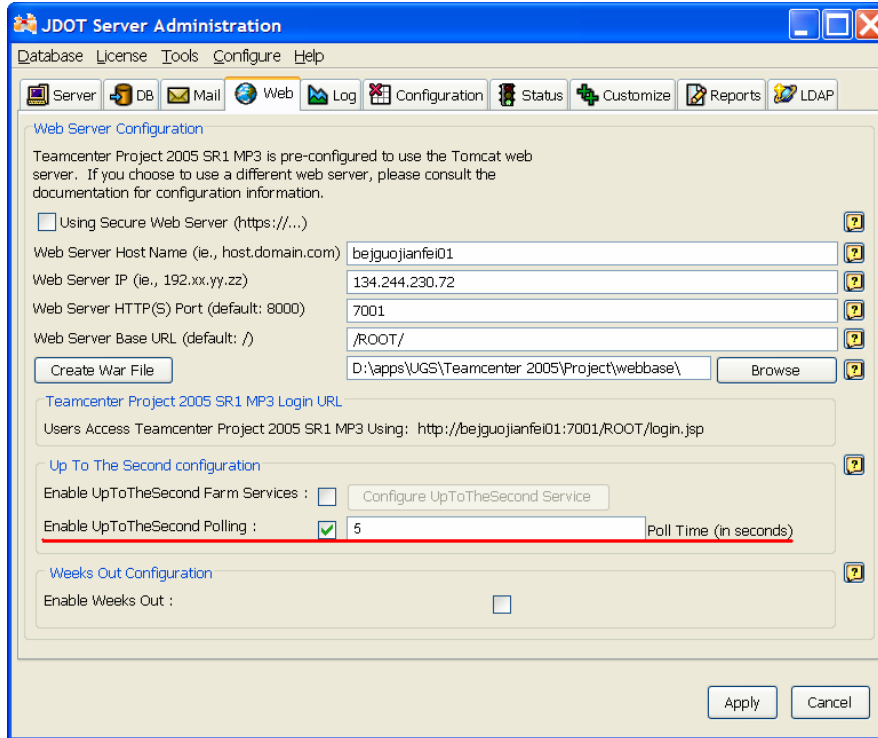 JDOT Server Administration
Database License Tools Configure Help
Server DB Mail Web Log Configuration Status Customize Reports LDAP
Web Server Configuration
Teamcenter Project 2005 SR1 MP3 is pre-configured to use the Tomcat web
server. If you choose to use a different web server, please consult the
documentation for configuration information.
Using Secure Web Server (https://...)
Web Server Host Name (ie., host.domain.com) bejguojianfei01
Web Server IP (ie., 192.xx.yy.zz) 134.244.230.72
Web Server HTTP(S) Port (default: 8000) 7001
Web Server Base URL (default: /) /ROOT/
Create War File D:\apps\UGS\Teamcenter 2005\Project\webbase\ Browse
Teamcenter Project 2005 SR1 MP3 Login URL
Users Access Teamcenter Project 2005 SR1 MP3 Using: http://bejguojianfei01:7001/ROOT/login.jsp
Up To The Second configuration
Enable UpToTheSecond Farm Services : Configure UpToTheSecond Service
Enable UpToTheSecond Polling : 5 Poll Time (in seconds)
Weeks Out Configuration
Enable Weeks Out :
Apply Cancel